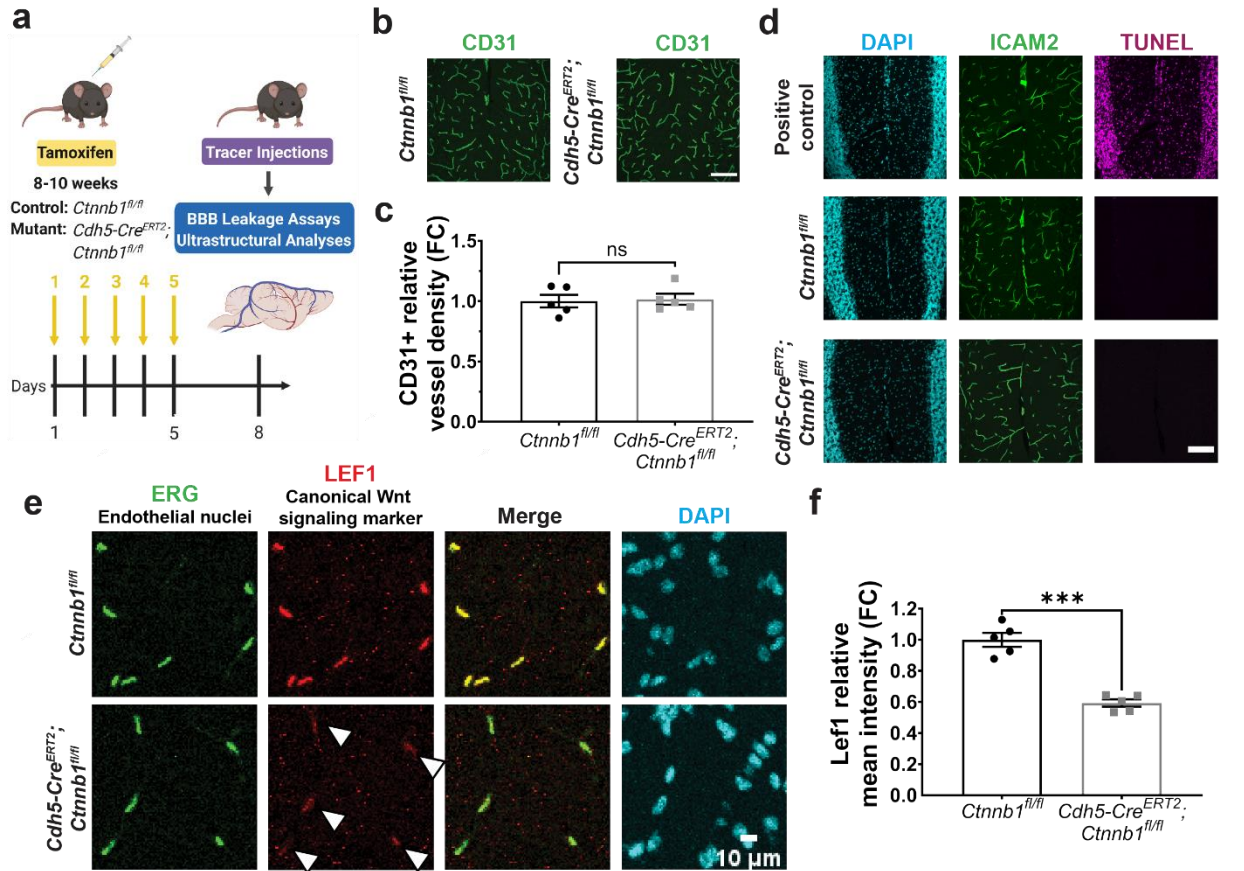 a
Tamoxifen
Tracer Injections
8-10 weeks
Control: Ctnnb1fl/fl
Mutant: Cdh5-CreERT2;
Ctnnb1fl/fl
BBB Leakage Assays
Ultrastructural Analyses
1 2 3 4 5
Days
1 5 8
b
CD31 CD31
Ctnnb1fl/fl
Cdh5-CreERT2;
Ctnnb1fl/fl
c
CD31+ relative
vessel density (FC)
1.5
1.0
0.5
0.0
ns
Ctnnb1fl/fl
Cdh5-CreERT2;
Ctnnb1fl/fl
d
DAPI ICAM2 TUNEL
Positive
control
Ctnnb1fl/fl
Cdh5-CreERT2;
Ctnnb1fl/fl
e
ERG
Endothelial nuclei
LEF1
Canonical Wnt
signaling marker
Merge
DAPI
Ctnnb1fl/fl
Cdh5-CreERT2;
Ctnnb1fl/fl
10 µm
f
Left1 relative
mean intensity (FC)
1.2
1.0
0.8
0.6
0.4
0.2
0.0
***
Ctnnb1fl/fl
Cdh5-CreERT2;
Ctnnb1fl/fl